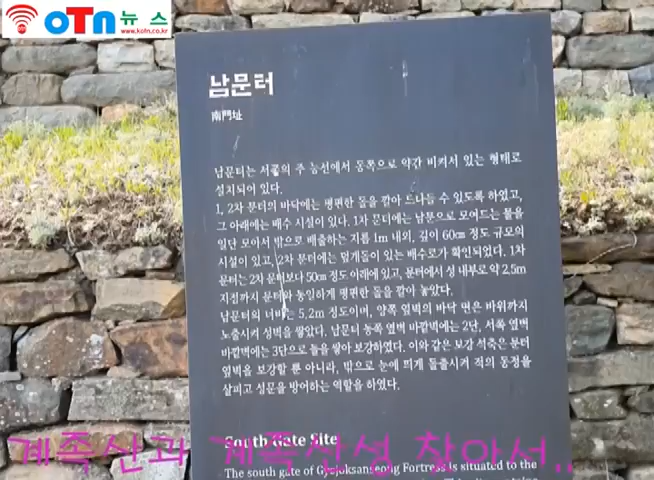 OTN뉴스
www.kotn.co.kr
남문터
南門址
남문터는 서쪽의 주 능선에서 동쪽으로 약간 비켜서 있는 형태로
설치되어 있다.
1, 2차 문터의 바닥에는 평편한 돌을 깔아 드나들 수 있도록 하였고,
그 아래에는 배수 시설이 있다. 1차 문터에는 남문으로 모여드는 물을
일단 모아서 밖으로 배출하는 지름 1m 내외, 깊이 60cm 정도 규모의
시설이 있고, 2차 문터에는 덮개돌이 있는 배수로가 확인되었다. 1차
문터는 2차 문터보다 50cm 정도 아래에 있고, 문터에서 성 내부로 약 2.5m
지점까지 문터와 동일하게 평편한 돌을 깔아 놓았다.
남문터의 너비는 5.2m 정도이며, 양쪽 옆벽의 바닥 면은 바위까지
노출시켜 성벽을 쌓았다. 남문터 동쪽 옆벽 바깥벽에는 2단, 서쪽 옆벽
바깥벽에는 3단으로 돌을 쌓아 보강하였다. 이와 같은 보강 석축은 문터
옆벽을 보강할 뿐 아니라, 밖으로 눈에 띄게 돌출시켜 적의 동정을
살피고 성문을 방어하는 역할을 하였다.
South Gate Site
계족산과 계족산성 찾아서..
The south gate of Gyejoksanseong Fortress is situated to the